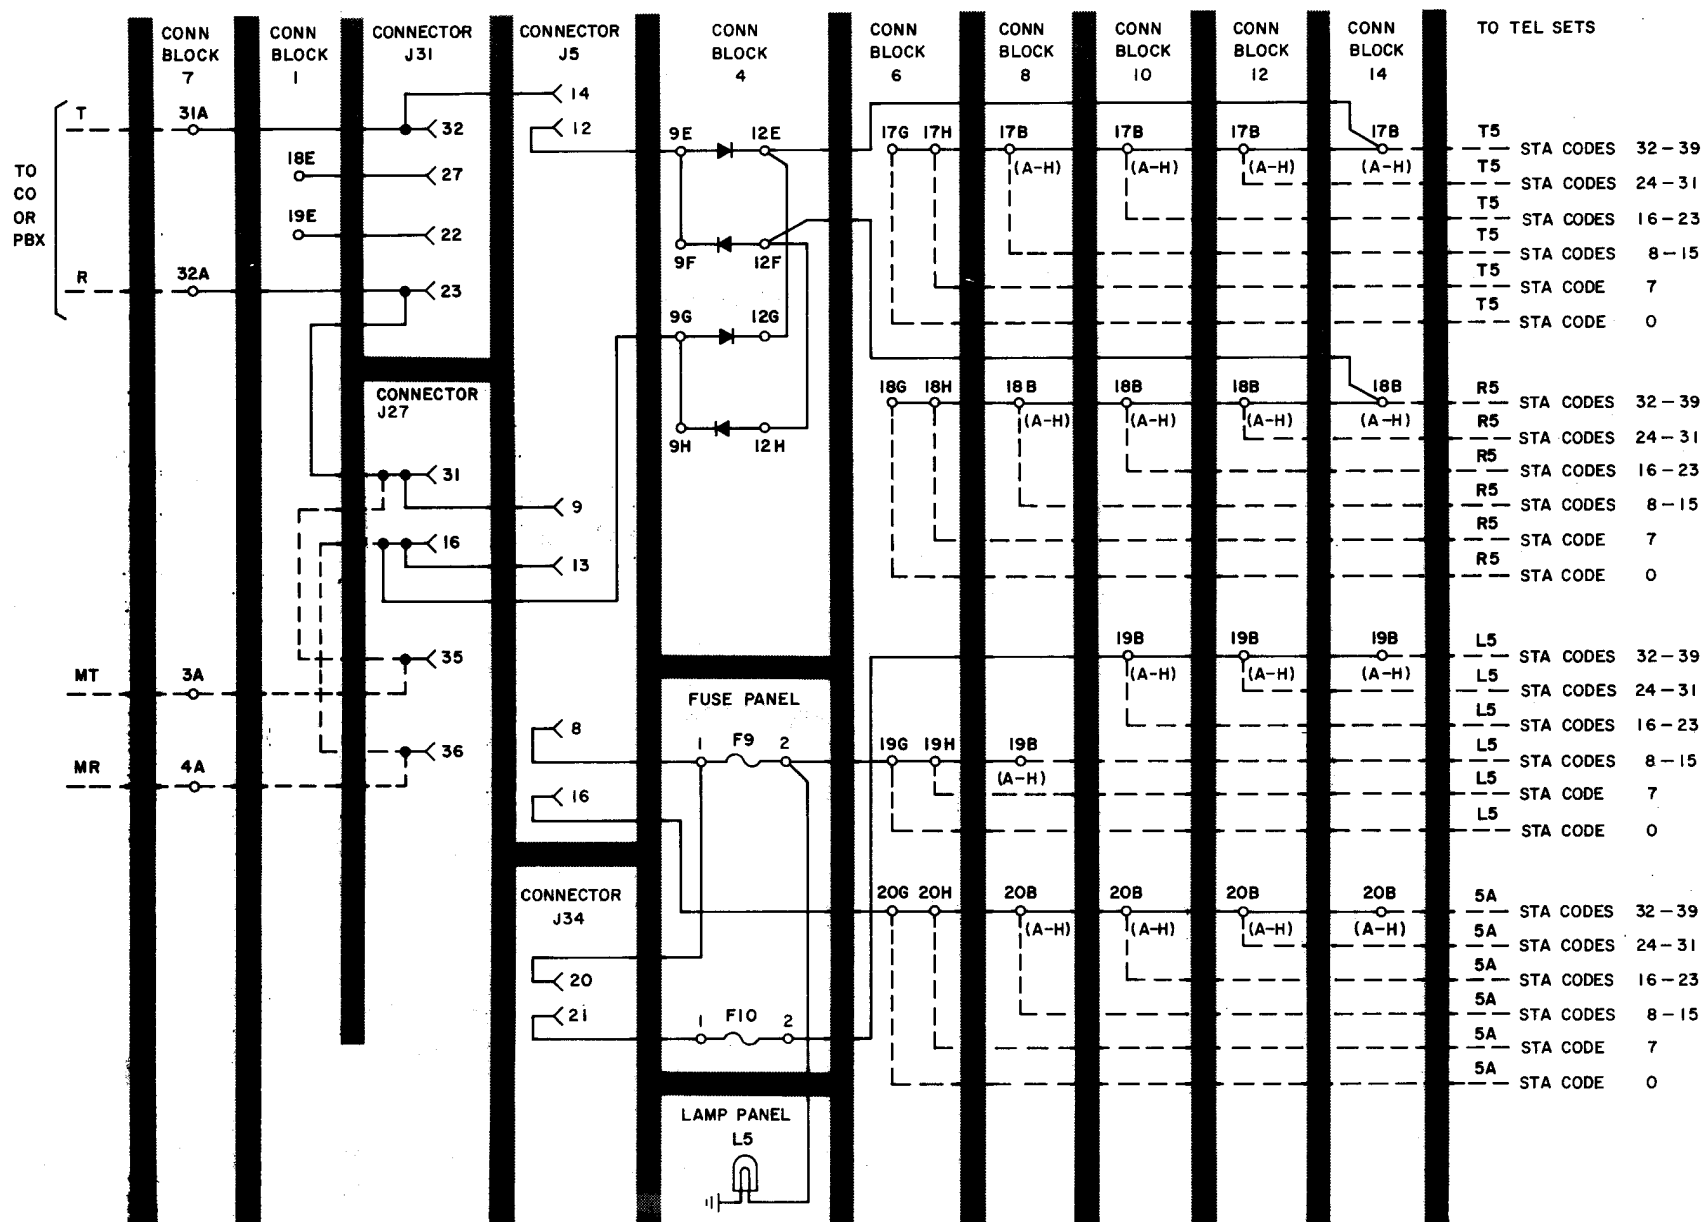 CONN BLOCK 7
CONN BLOCK 1
CONNECTOR J31
CONNECTOR J5
CONN BLOCK 4
CONN BLOCK 6
CONN BLOCK 8
CONN BLOCK 10
CONN BLOCK 12
CONN BLOCK 14
TO TEL SETS
TO CO OR PBX
T 31A 32
14
12
18E 27
19E 22
R 32A 23
9E 12E
9F 12F
9G 12G
9H 12H
17G 17H 17B 17B 17B 17B T5 STA CODES 32-39
(A-H) (A-H) (A-H) (A-H)
T5 STA CODES 24-31
T5 STA CODES 16-23
T5 STA CODES 8-15
T5 STA CODE 7
T5 STA CODE 0
CONNECTOR J27
31
9
16
13
35
36
MT 3A
MR 4A
18G 18H 18B 18B 18B 18B R5 STA CODES 32-39
(A-H) (A-H) (A-H) (A-H)
R5 STA CODES 24-31
R5 STA CODES 16-23
R5 STA CODES 8-15
R5 STA CODE 7
R5 STA CODE 0
19B 19B 19B L5 STA CODES 32-39
(A-H) (A-H) (A-H)
L5 STA CODES 24-31
L5 STA CODES 16-23
FUSE PANEL
8
1 F9 2
16
19G 19H 19B L5 STA CODES 8-15
(A-H)
L5 STA CODE 7
L5 STA CODE 0
CONNECTOR J34
20
21
1 F10 2
20G 20H 20B 20B 20B 20B 5A STA CODES 32-39
(A-H) (A-H) (A-H) (A-H)
5A STA CODES 24-31
5A STA CODES 16-23
5A STA CODES 8-15
5A STA CODE 7
5A STA CODE 0
LAMP PANEL
L5